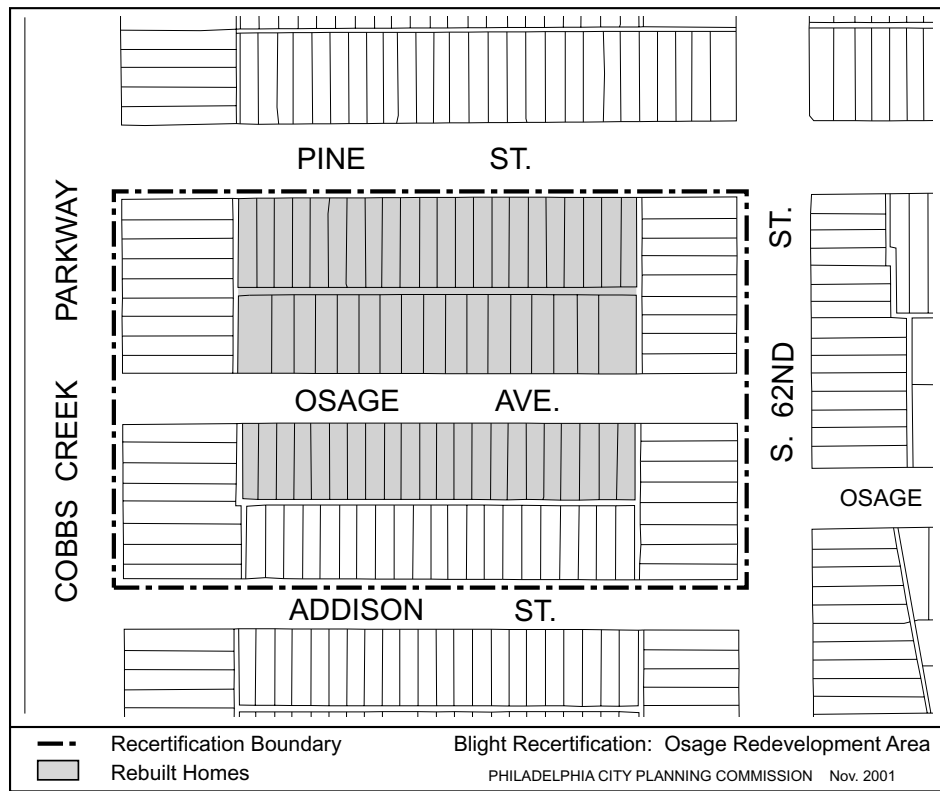 PINE ST.
COBBS CREEK PARKWAY
S. 62ND ST.
OSAGE AVE.
OSAGE
ADDISON ST.
Recertification Boundary
Rebuilt Homes
Blight Recertification: Osage Redevelopment Area
PHILADELPHIA CITY PLANNING COMMISSION Nov. 2001